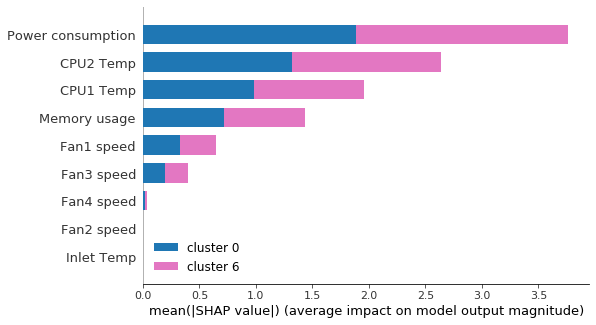 Power consumption
CPU2 Temp
CPU1 Temp
Memory usage
Fan1 speed
Fan3 speed
Fan4 speed
Fan2 speed
Inlet Temp
cluster 0
cluster 6
0.0 0.5 1.0 1.5 2.0 2.5 3.0 3.5
mean(|SHAP value|) (average impact on model output magnitude)